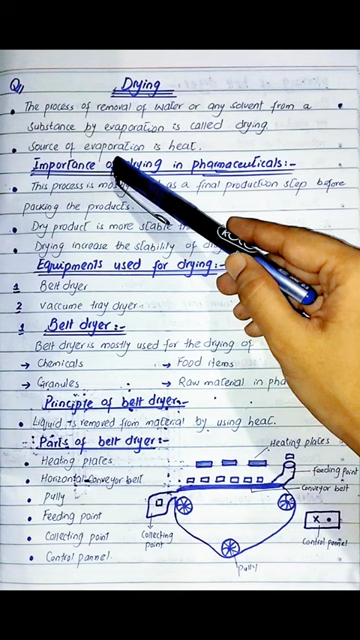 Q1 Drying
The process of removal of water or any solvent from a
substance by evaporation is called drying.
Source of evaporation is heat.
Importance of drying in pharmaceuticals:-
This process is mostly as a final production step before
packing the products.
Dry product is more stable
Drying increase the stability of
Equipments used for drying:-
1 Belt dryer
2 vaccume tray dryer
1 Belt dryer:-
Belt dryer is mostly used for the drying of
→ Chemicals → Food items
→ Granules → Raw material in
Principle of belt dryer:-
Liquid is removed from material by using heat.
Parts of belt dryer:-
Heating plates
Horizontal conveyor belt
Pully
Feeding point
Collecting point
Control pannel.
Heating plates
feeding point
Conveyor belt
Collecting
point
X
Control pannel
Pully